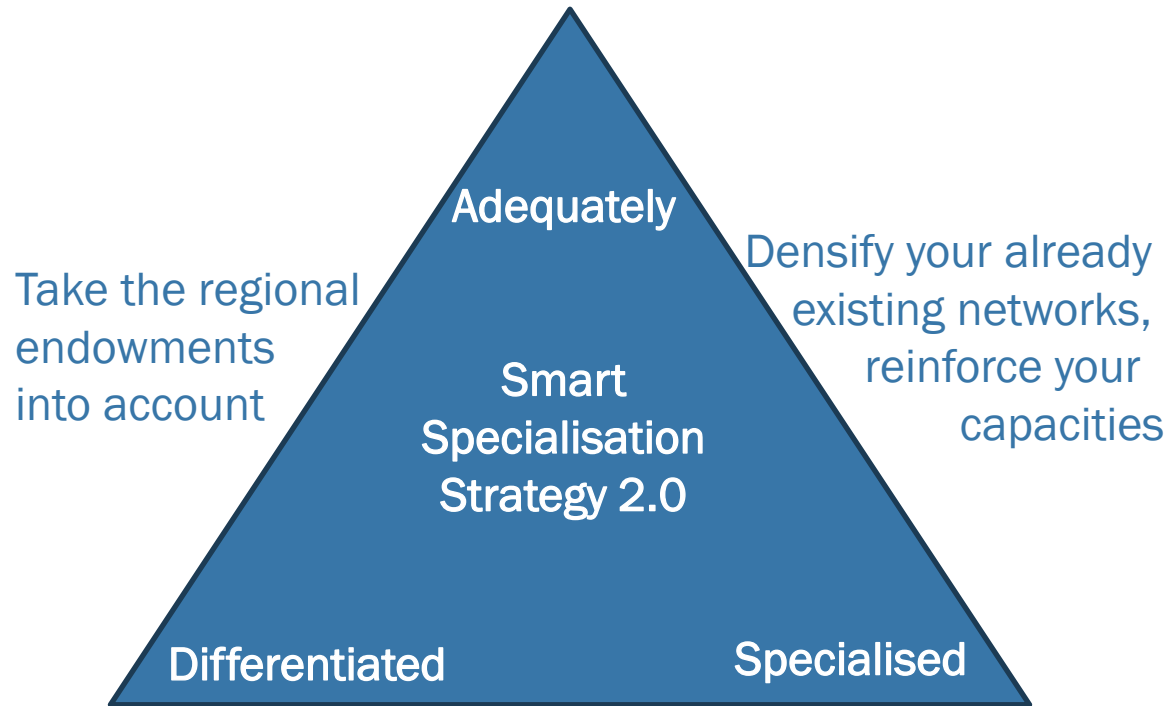 Adequately
Take the regional
endowments
into account
Densify your already
existing networks,
reinforce your
capacities
Smart
Specialisation
Strategy 2.0
Differentiated
Specialised